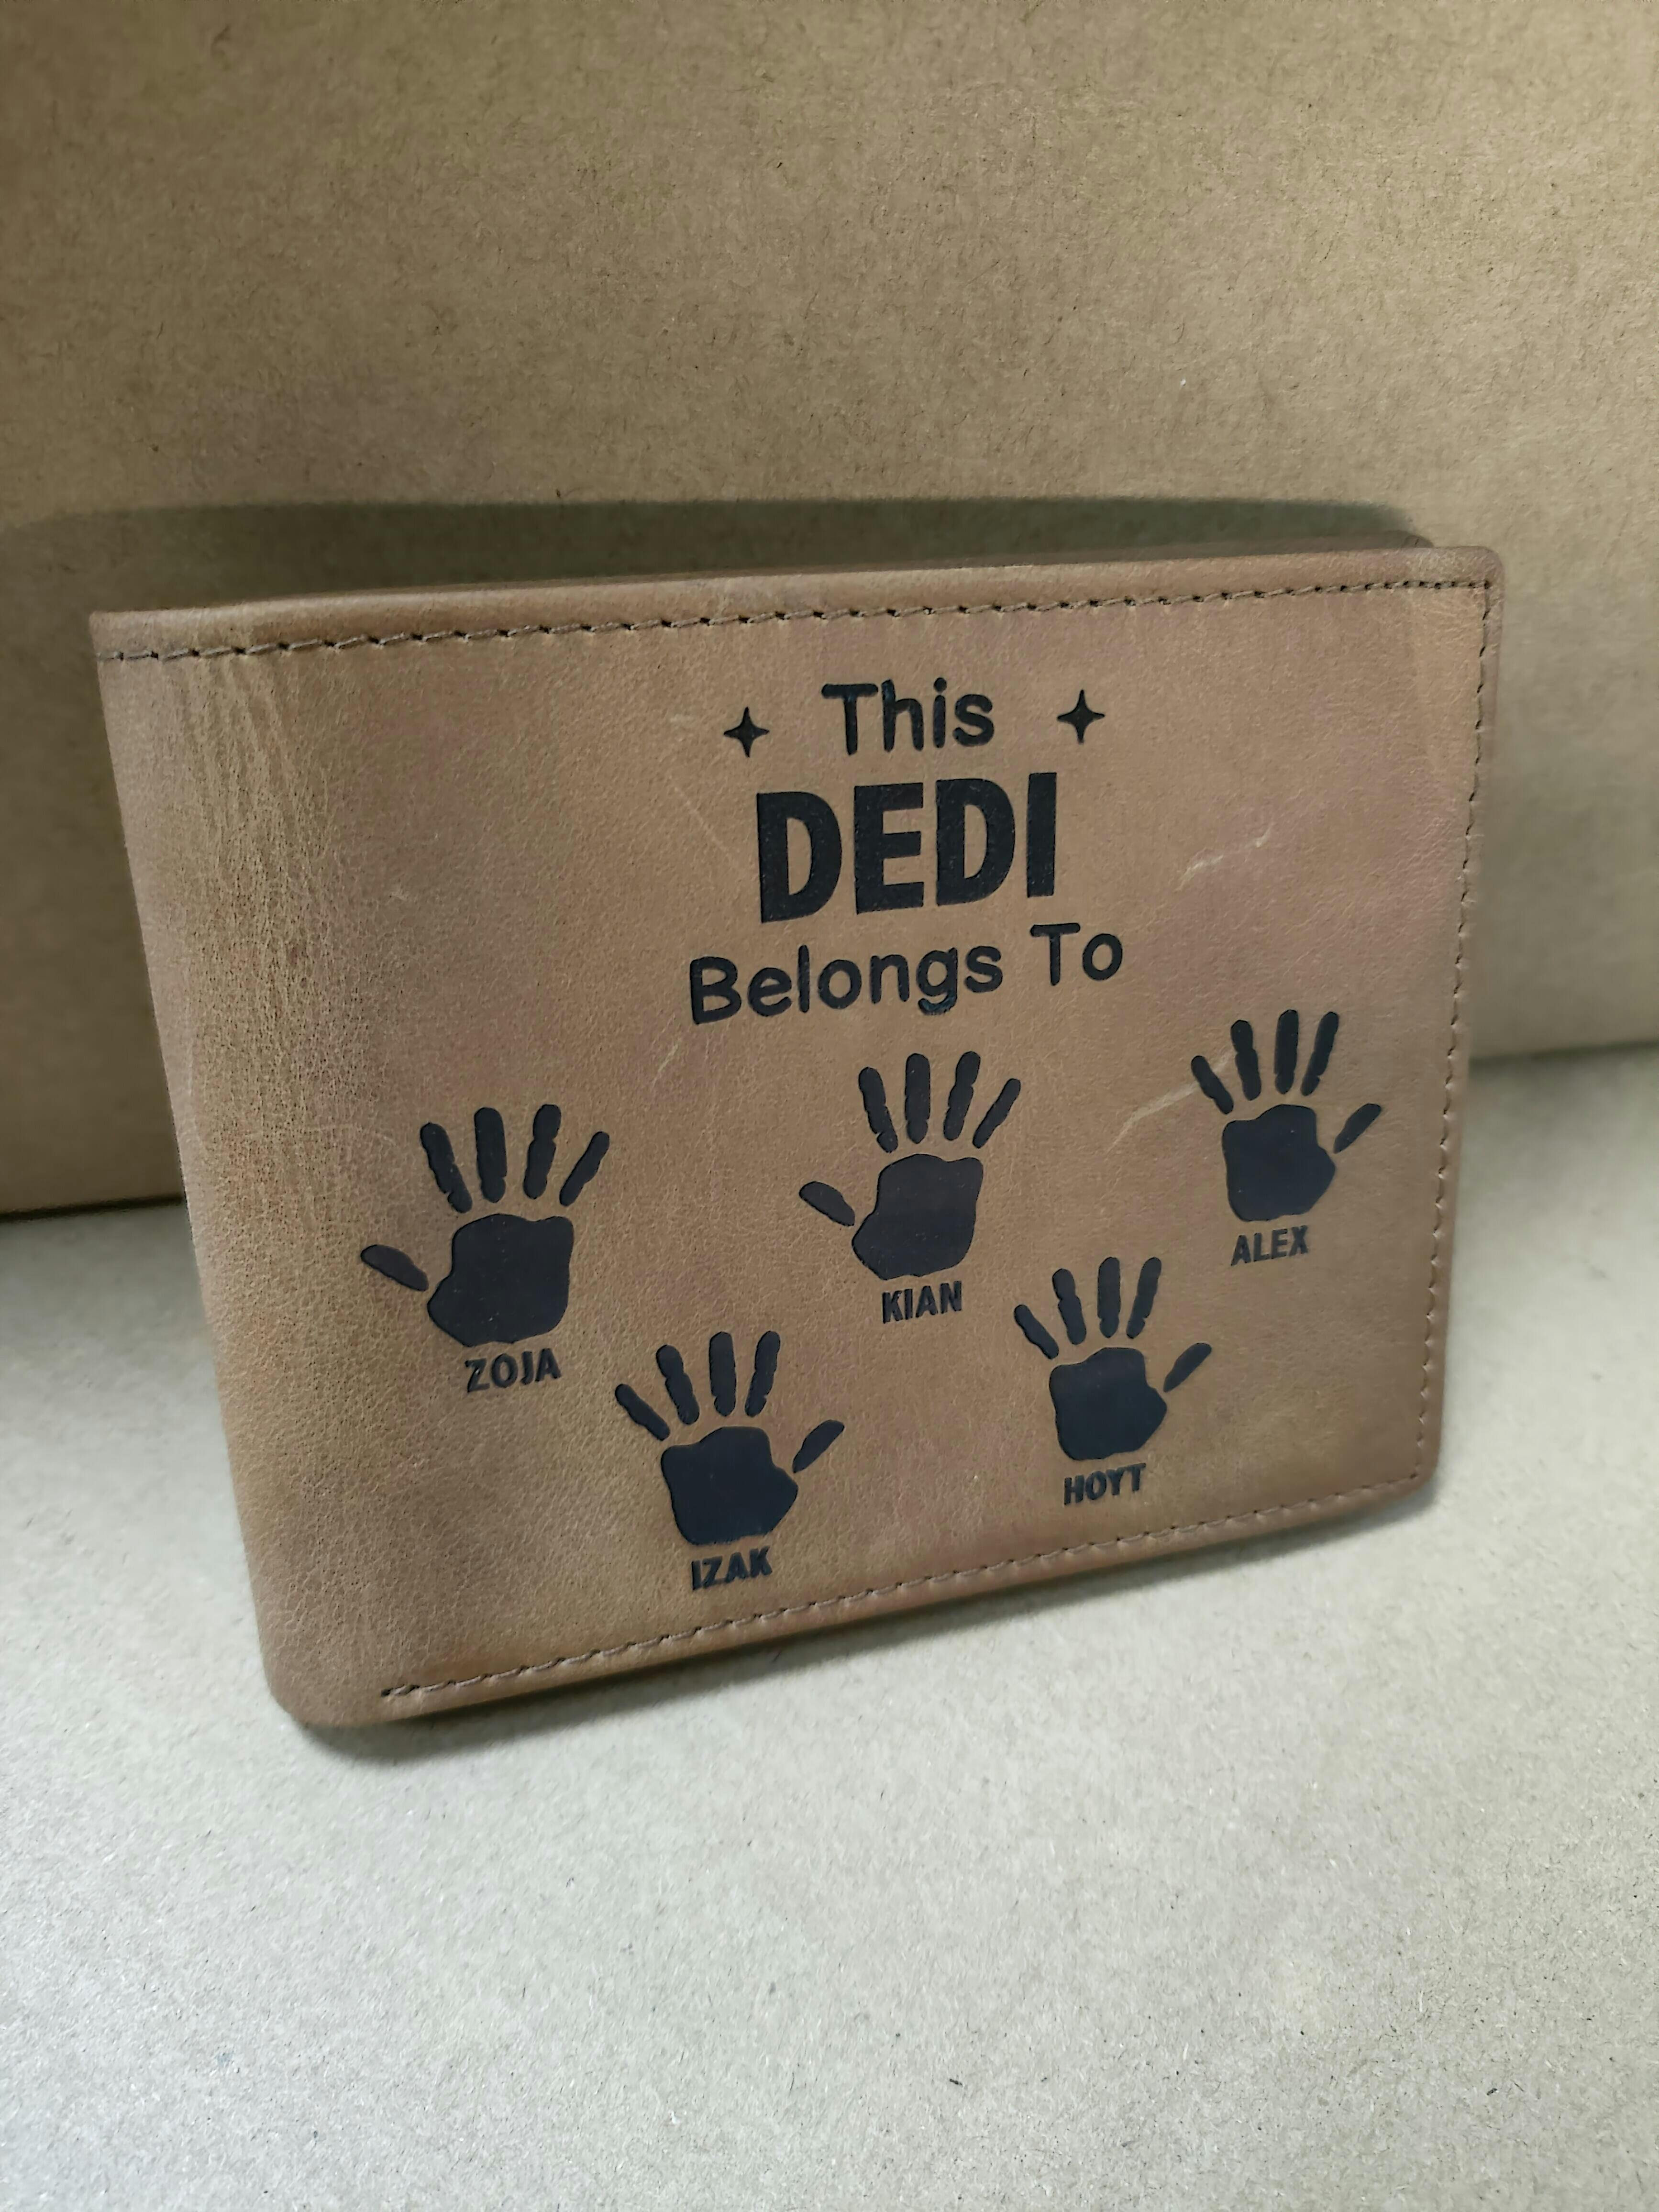 This
DEDI
Belongs To
ZOJA
KIAN
ALEX
IZAK
HOYT